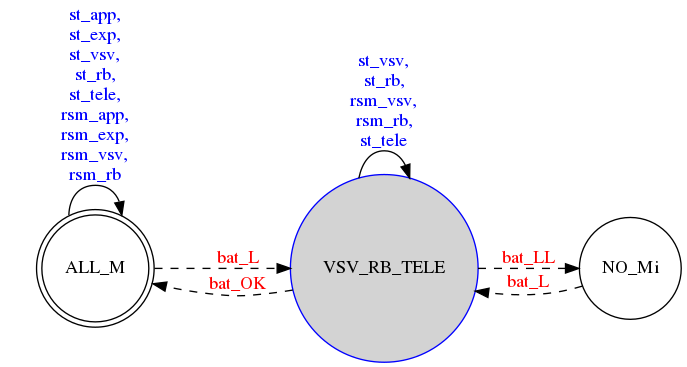 st_app,
st_exp,
st_vsv,
st_rb,
st_tele,
rsm_app,
rsm_exp,
rsm_vsv,
rsm_rb
st_vsv,
st_rb,
rsm_vsv,
rsm_rb,
st_tele
ALL_M
bat_L
bat_OK
VSV_RB_TELE
bat_LL
bat_L
NO_Mi